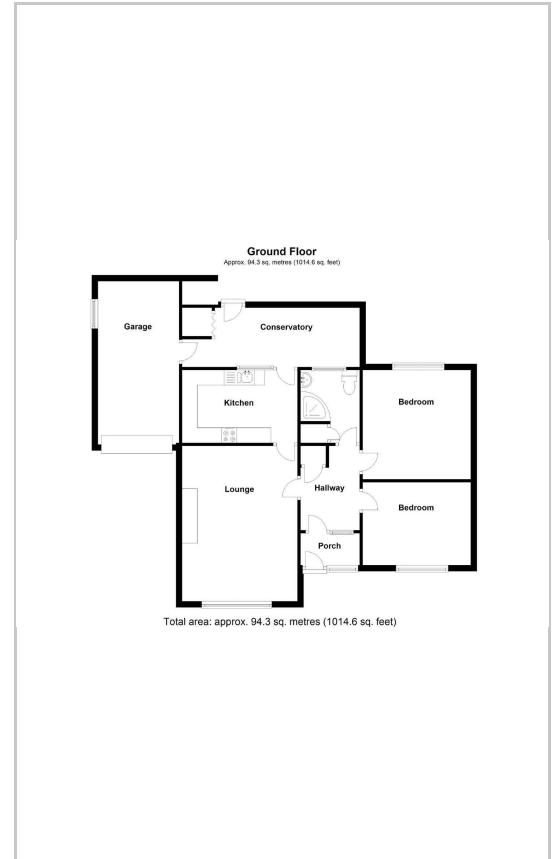 Ground Floor
Approx. 94.3 sq. metres (1014.6 sq. feet)
Garage
Conservatory
Kitchen
Bedroom
Lounge
Hallway
Bedroom
Porch
Total area: approx. 94.3 sq. metres (1014.6 sq. feet)